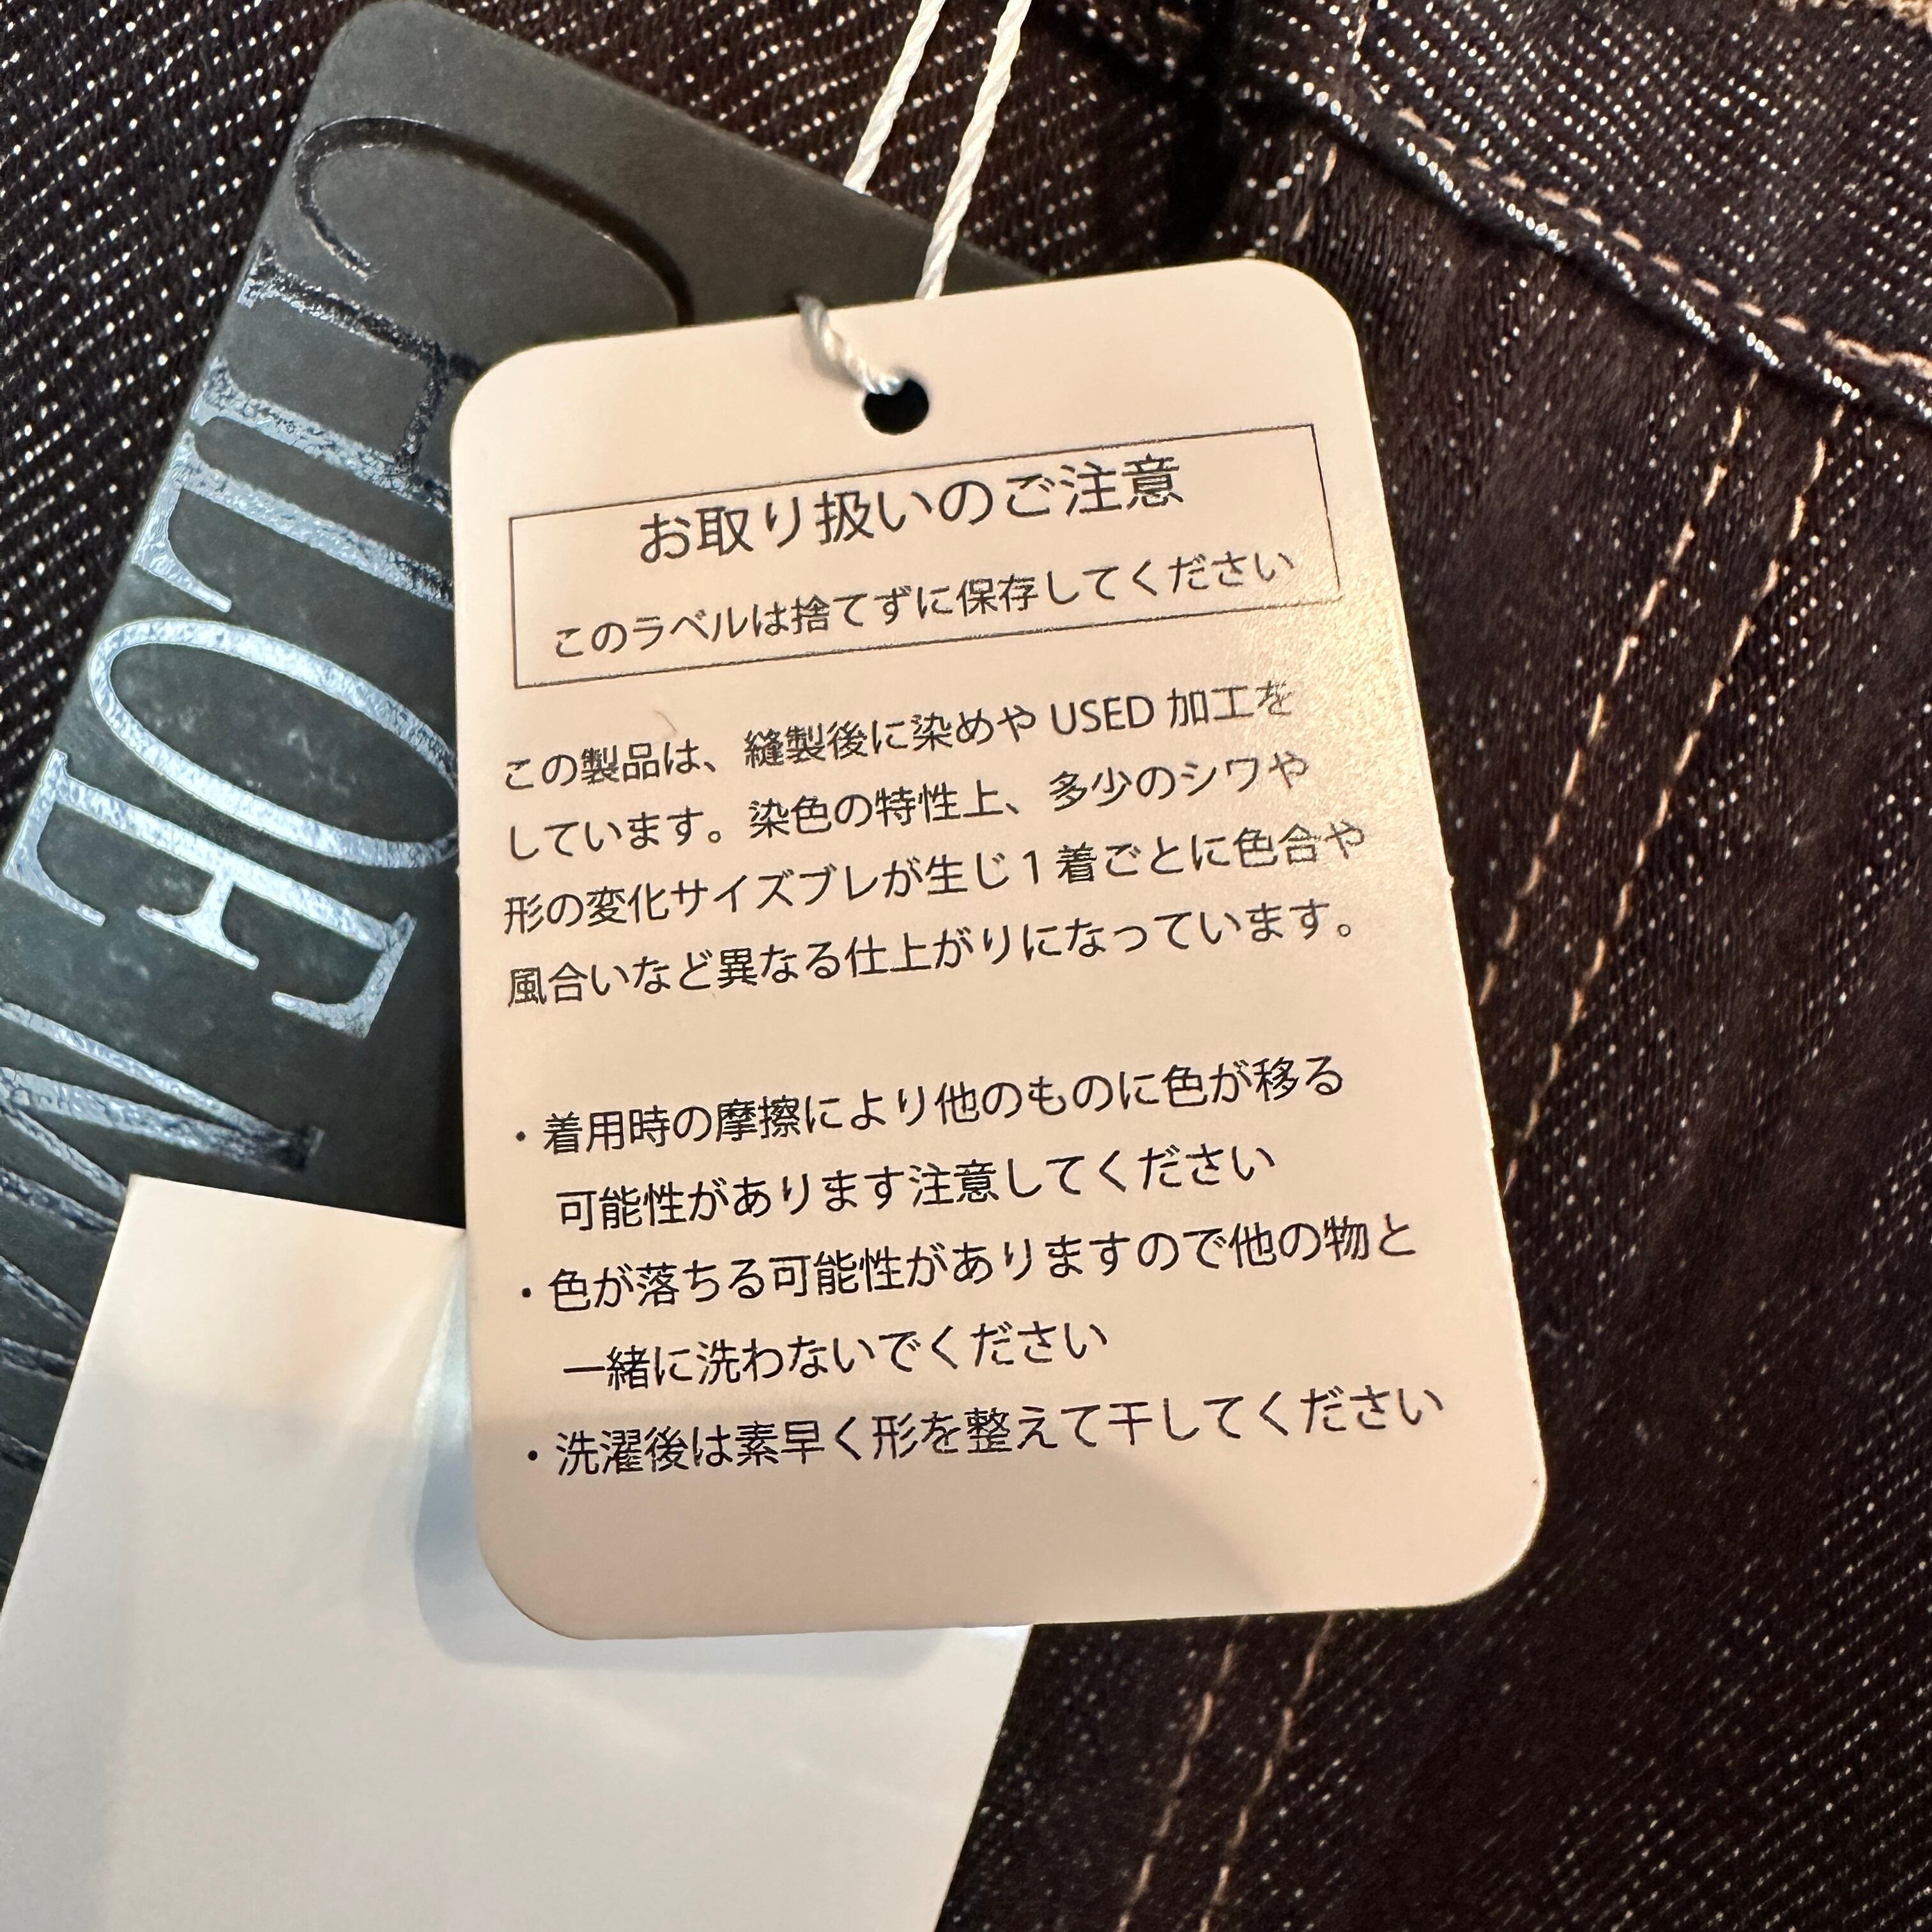 お取り扱いのご注意
このラベルは捨てずに保存してください
この製品は、縫製後に染めや USED 加工を
しています。染色の特性上、多少のシワや
形の変化サイズブレが生じ1着ごとに色合や
風合いなど異なる仕上がりになっています。
・着用時の摩擦により他のものに色が移る
可能性があります注意してください
・色が落ちる可能性がありますので他の物と
一緒に洗わないでください
・洗濯後は素早く形を整えて干してください